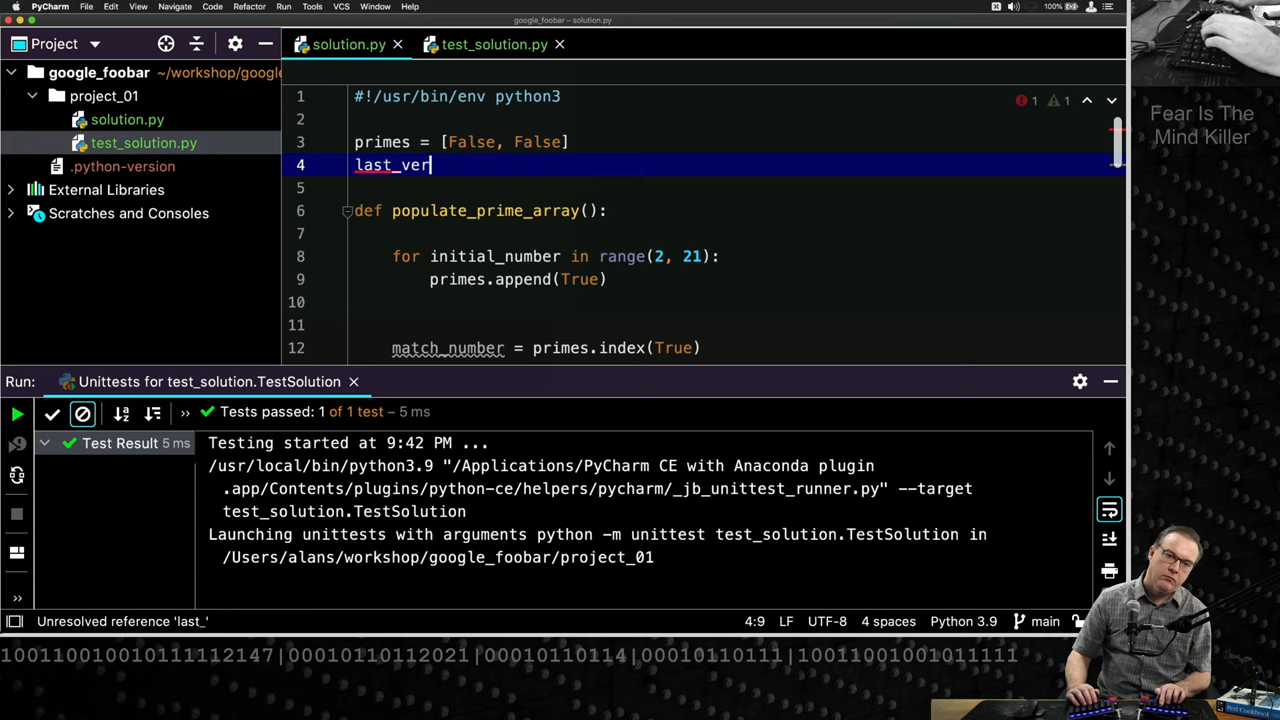 PyCharm File Edit View Navigate Code Refactor Run Tools VCS Window Help 100%
google_foobar – solution.py
Project solution.py test_solution.py
google_foobar ~/workshop/google
project_01
solution.py
test_solution.py
.python-version
External Libraries
Scratches and Consoles
1 #!/usr/bin/env python3
2
3 primes = [False, False]
4 last_ver
5
6 def populate_prime_array():
7
8 for initial_number in range(2, 21):
9 primes.append(True)
10
11
12 match_number = primes.index(True)
1 1
Fear Is The
Mind Killer
Run: Unittests for test_solution.TestSolution
>> Tests passed: 1 of 1 test – 5 ms
Test Result 5 ms
Testing started at 9:42 PM ...
/usr/local/bin/python3.9 "/Applications/PyCharm CE with Anaconda plugin
.app/Contents/plugins/python-ce/helpers/pycharm/_jb_unittest_runner.py" --target
test_solution.TestSolution
Launching unittests with arguments python -m unittest test_solution.TestSolution in
/Users/alans/workshop/google_foobar/project_01
>>
Unresolved reference 'last_' 4:9 LF UTF-8 4 spaces Python 3.9 main
Perl Cookbook